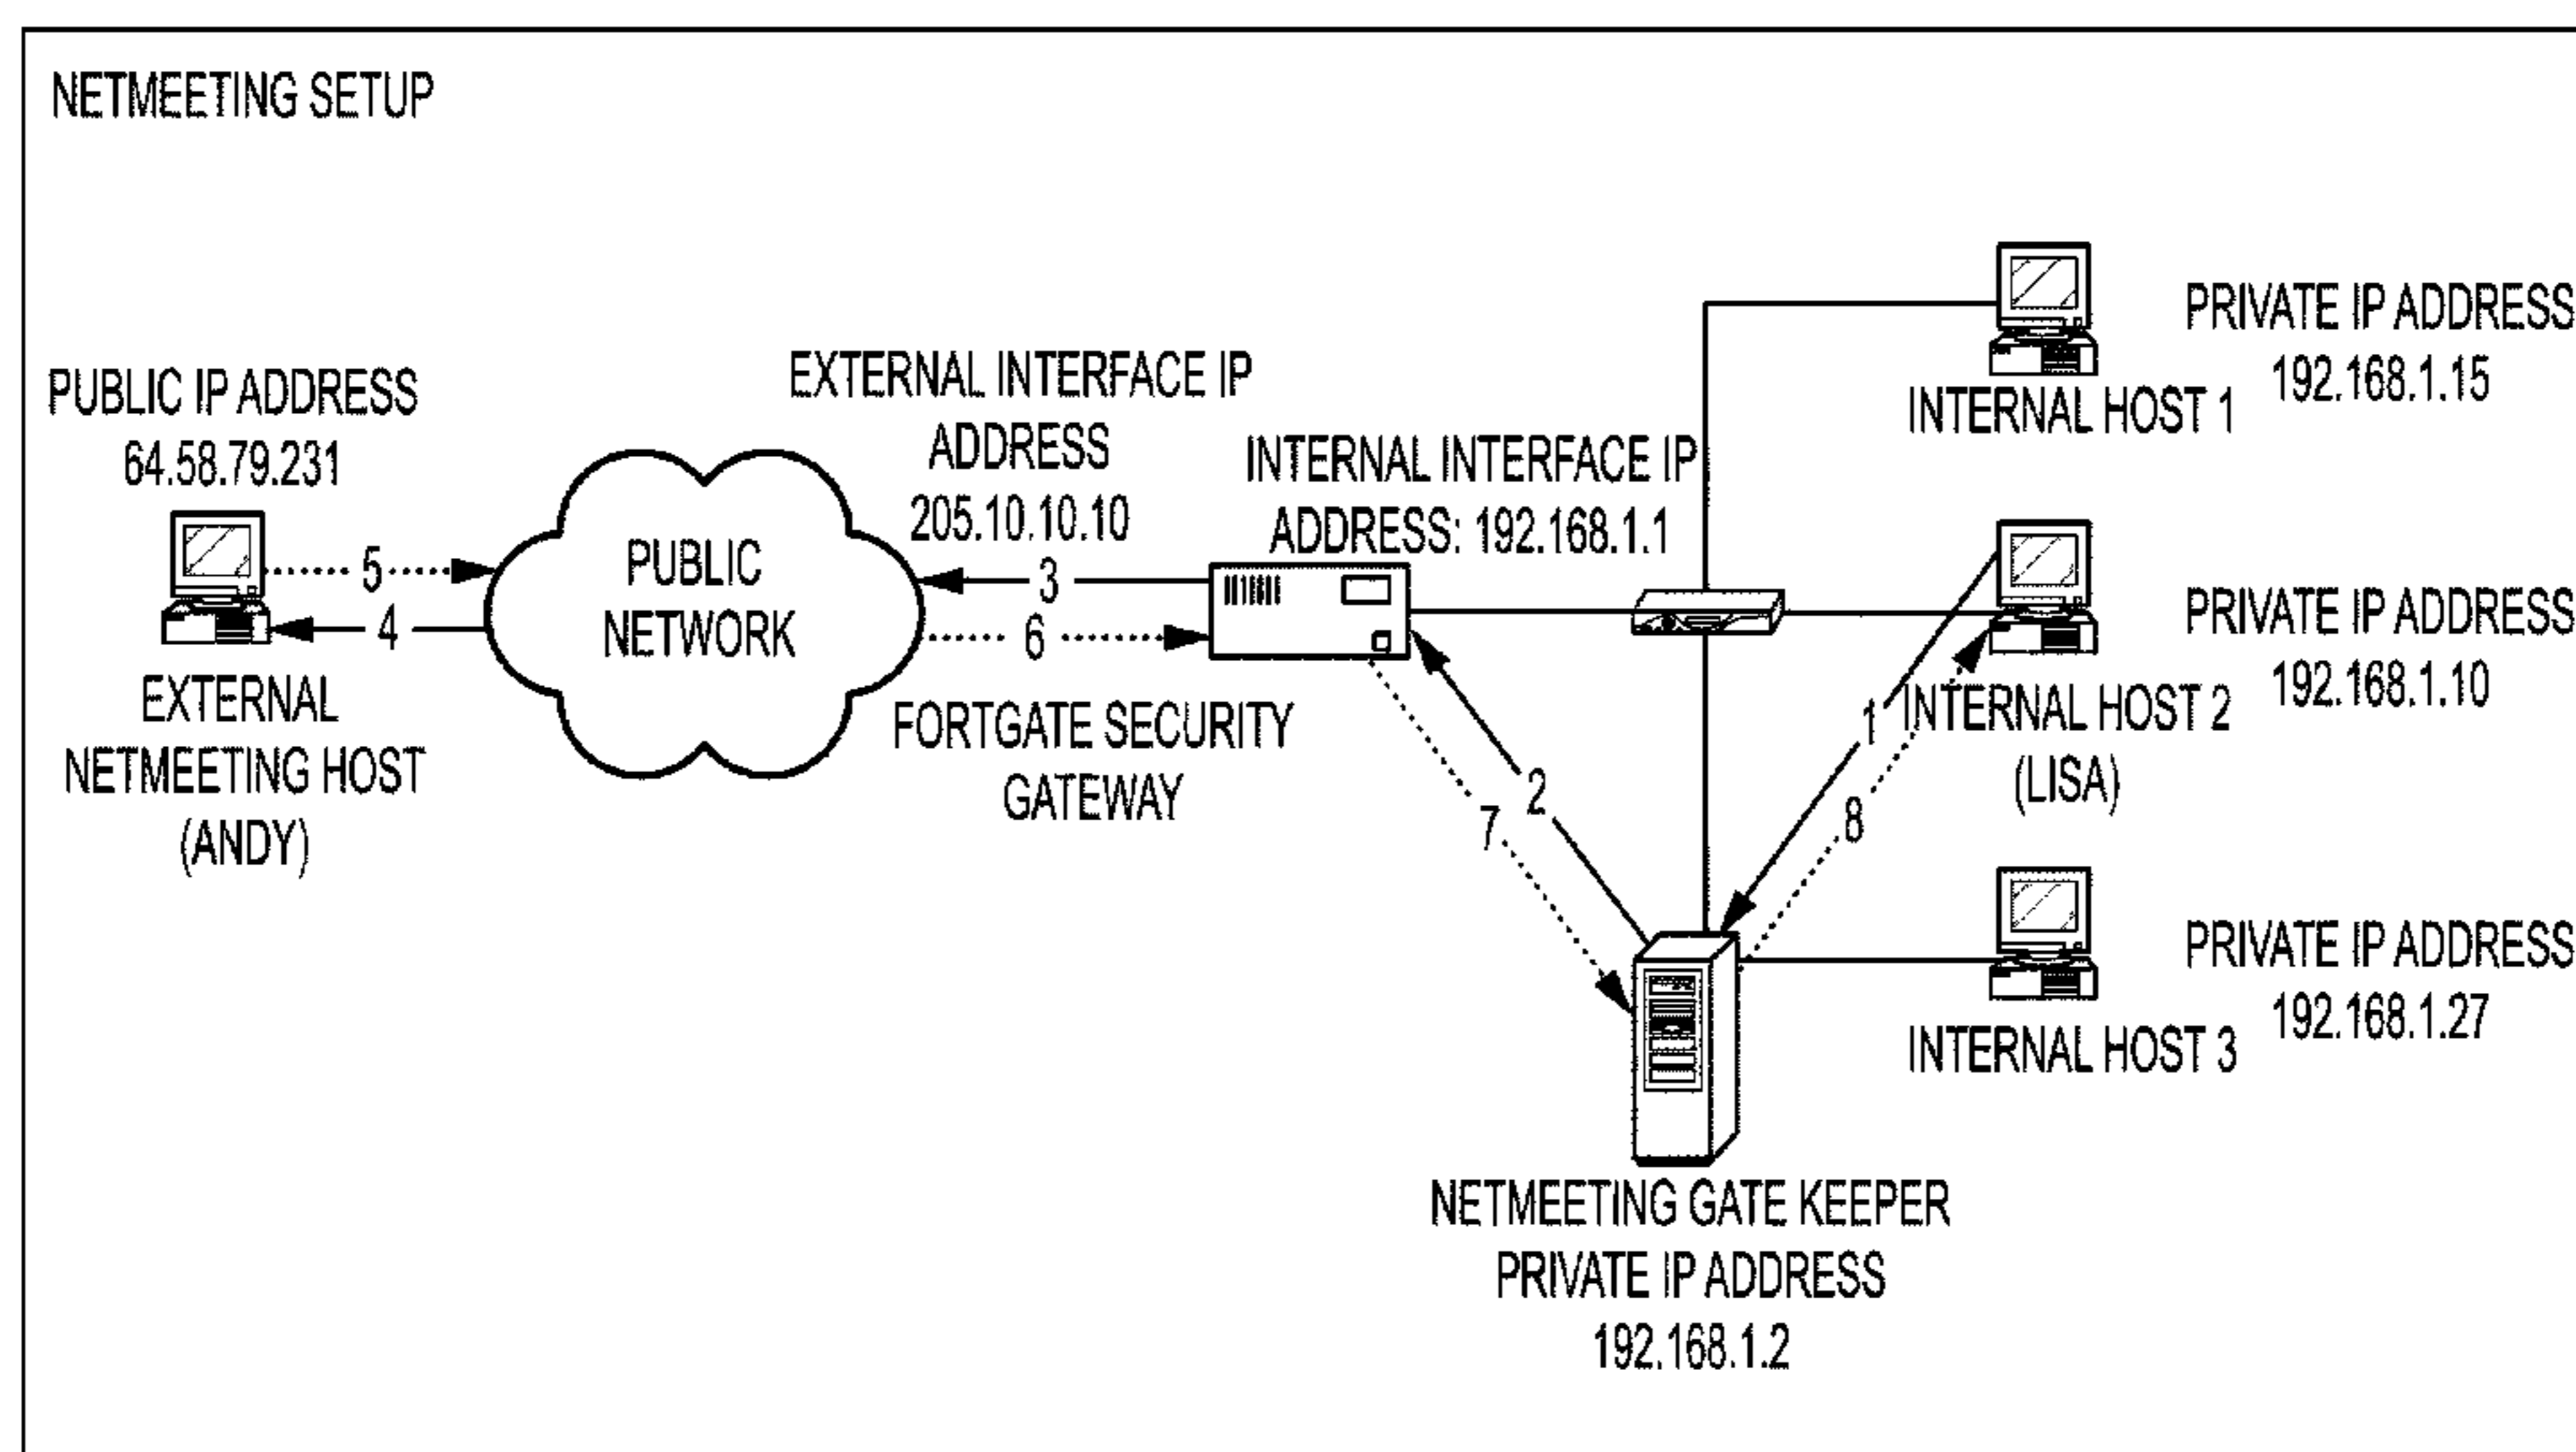 NETMEETING SETUP
PUBLIC IP ADDRESS
64.58.79.231
5
4
EXTERNAL
NETMEETING HOST
(ANDY)
PUBLIC
NETWORK
EXTERNAL INTERFACE IP
ADDRESS
205.10.10.10
3
6
INTERNAL INTERFACE IP
ADDRESS: 192.168.1.1
FORTGATE SECURITY
GATEWAY
2
7
1
8
INTERNAL HOST 1
PRIVATE IP ADDRESS
192.168.1.15
INTERNAL HOST 2
(LISA)
PRIVATE IP ADDRESS
192.168.1.10
INTERNAL HOST 3
PRIVATE IP ADDRESS
192.168.1.27
NETMEETING GATE KEEPER
PRIVATE IP ADDRESS
192.168.1.2